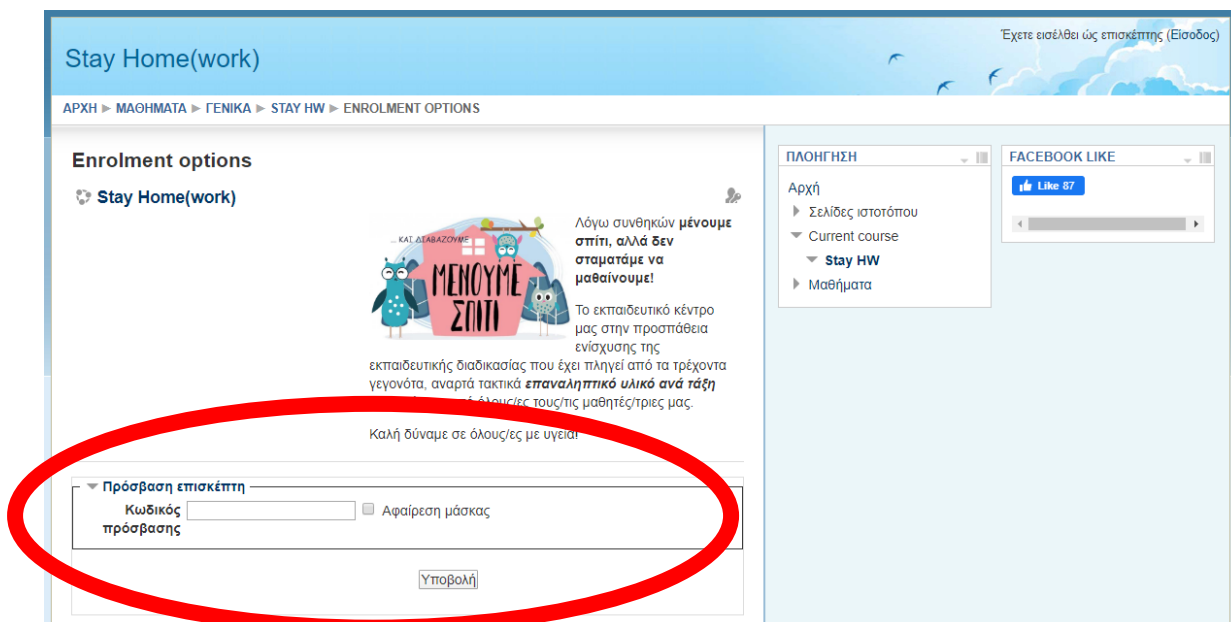 Έχετε εισέλθει ώς επισκέπτης (Είσοδος)
Stay Home(work)
ΑΡΧΗ ► ΜΑΘΗΜΑΤΑ ► ΓΕΝΙΚΑ ► STAY HW ► ENROLMENT OPTIONS
Enrolment options
Stay Home(work)
... ΚΑΙ ΔΙΑΒΑΖΟΥΜΕ
ΜΕΝΟΥΜΕ
ΣΠΙΤΙ
Λόγω συνθηκών μένουμε
σπίτι, αλλά δεν
σταματάμε να
μαθαίνουμε!
Το εκπαιδευτικό κέντρο
μας στην προσπάθεια
ενίσχυσης της
εκπαιδευτικής διαδικασίας που έχει πληγεί από τα τρέχοντα
γεγονότα, αναρτά τακτικά επαναληπτικό υλικό ανά τάξη
όλους/ες τους/τις μαθητές/τριες μας.
Καλή δύναμε σε όλους/ες με υγεία!
Πρόσβαση επισκέπτη
Κωδικός
πρόσβασης
Αφαίρεση μάσκας
Υποβολή
ΠΛΟΗΓΗΣΗ
Αρχή
Σελίδες ιστοτόπου
Current course
Stay HW
Μαθήματα
FACEBOOK LIKE
Like 87